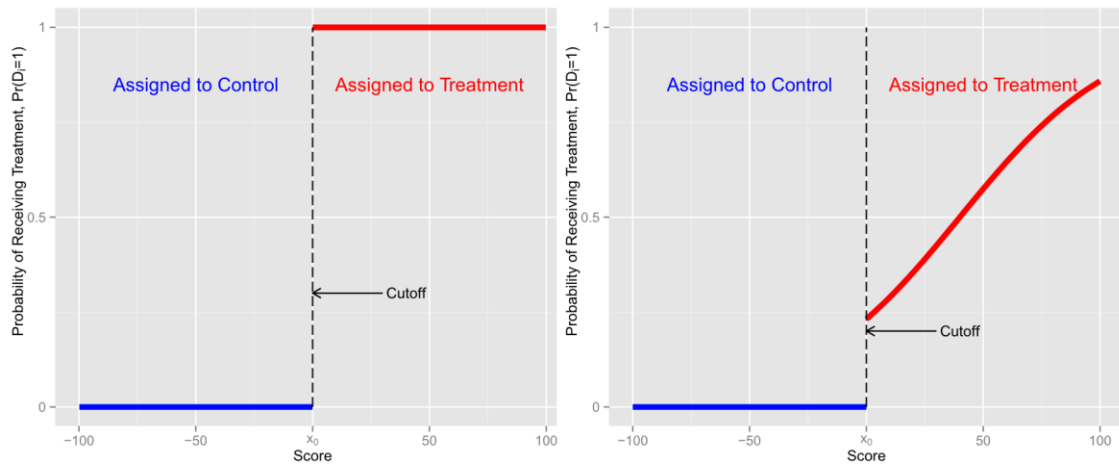 Probability of Receiving Treatment, Pr(Dᵢ=1)
1
0.5
0
Assigned to Control
Assigned to Treatment
Cutoff
−100
−50
x₀
50
100
Score
Probability of Receiving Treatment, Pr(Dᵢ=1)
1
0.5
0
Assigned to Control
Assigned to Treatment
Cutoff
−100
−50
x₀
50
100
Score